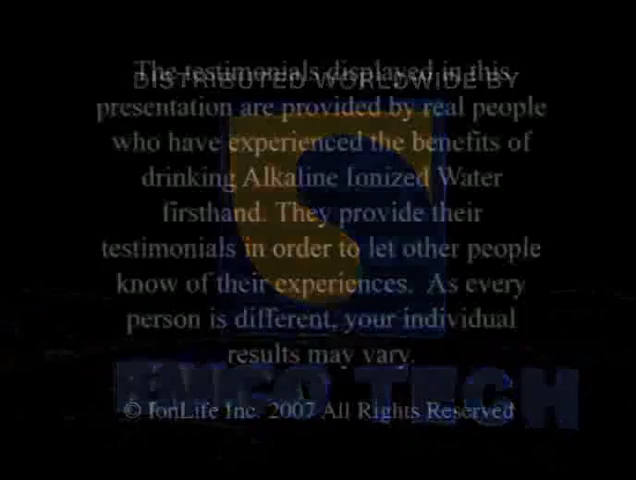 The testimonials displayed in this
DISTRIBUTED WORLDWIDE BY
presentation are provided by real people
who have experienced the benefits of
drinking Alkaline Ionized Water
firsthand. They provide their
testimonials in order to let other people
know of their experiences. As every
person is different, your individual
results may vary.
TECH
© IonLife Inc. 2007 All Rights Reserved